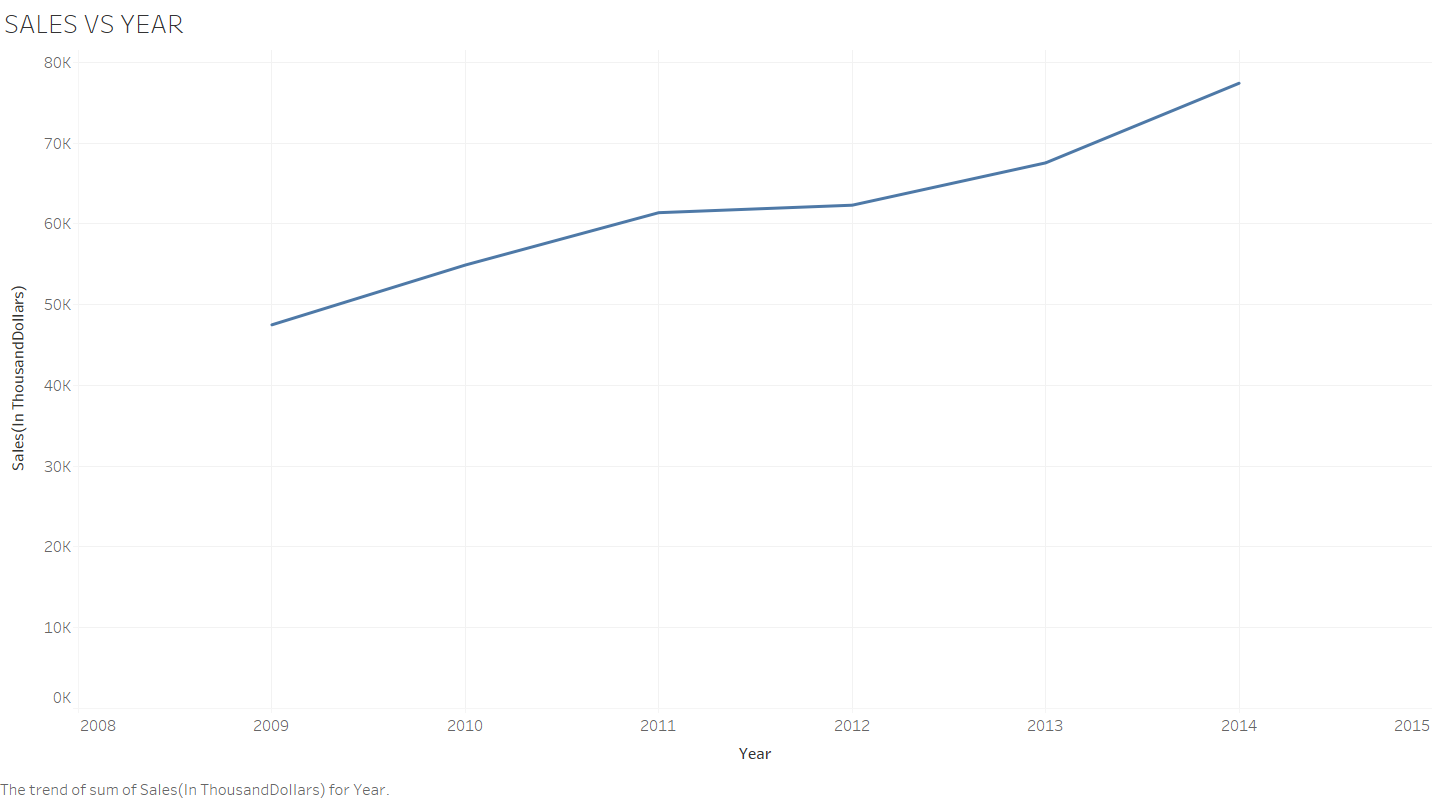 SALES VS YEAR
80K
70K
60K
50K
40K
30K
20K
10K
0K
Sales(In ThousandDollars)
2008 2009 2010 2011 2012 2013 2014 2015
Year
The trend of sum of Sales(In ThousandDollars) for Year.